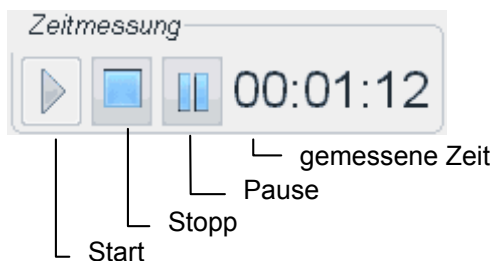 Zeitmessung
00:01:12
gemessene Zeit
Pause
Stopp
Start